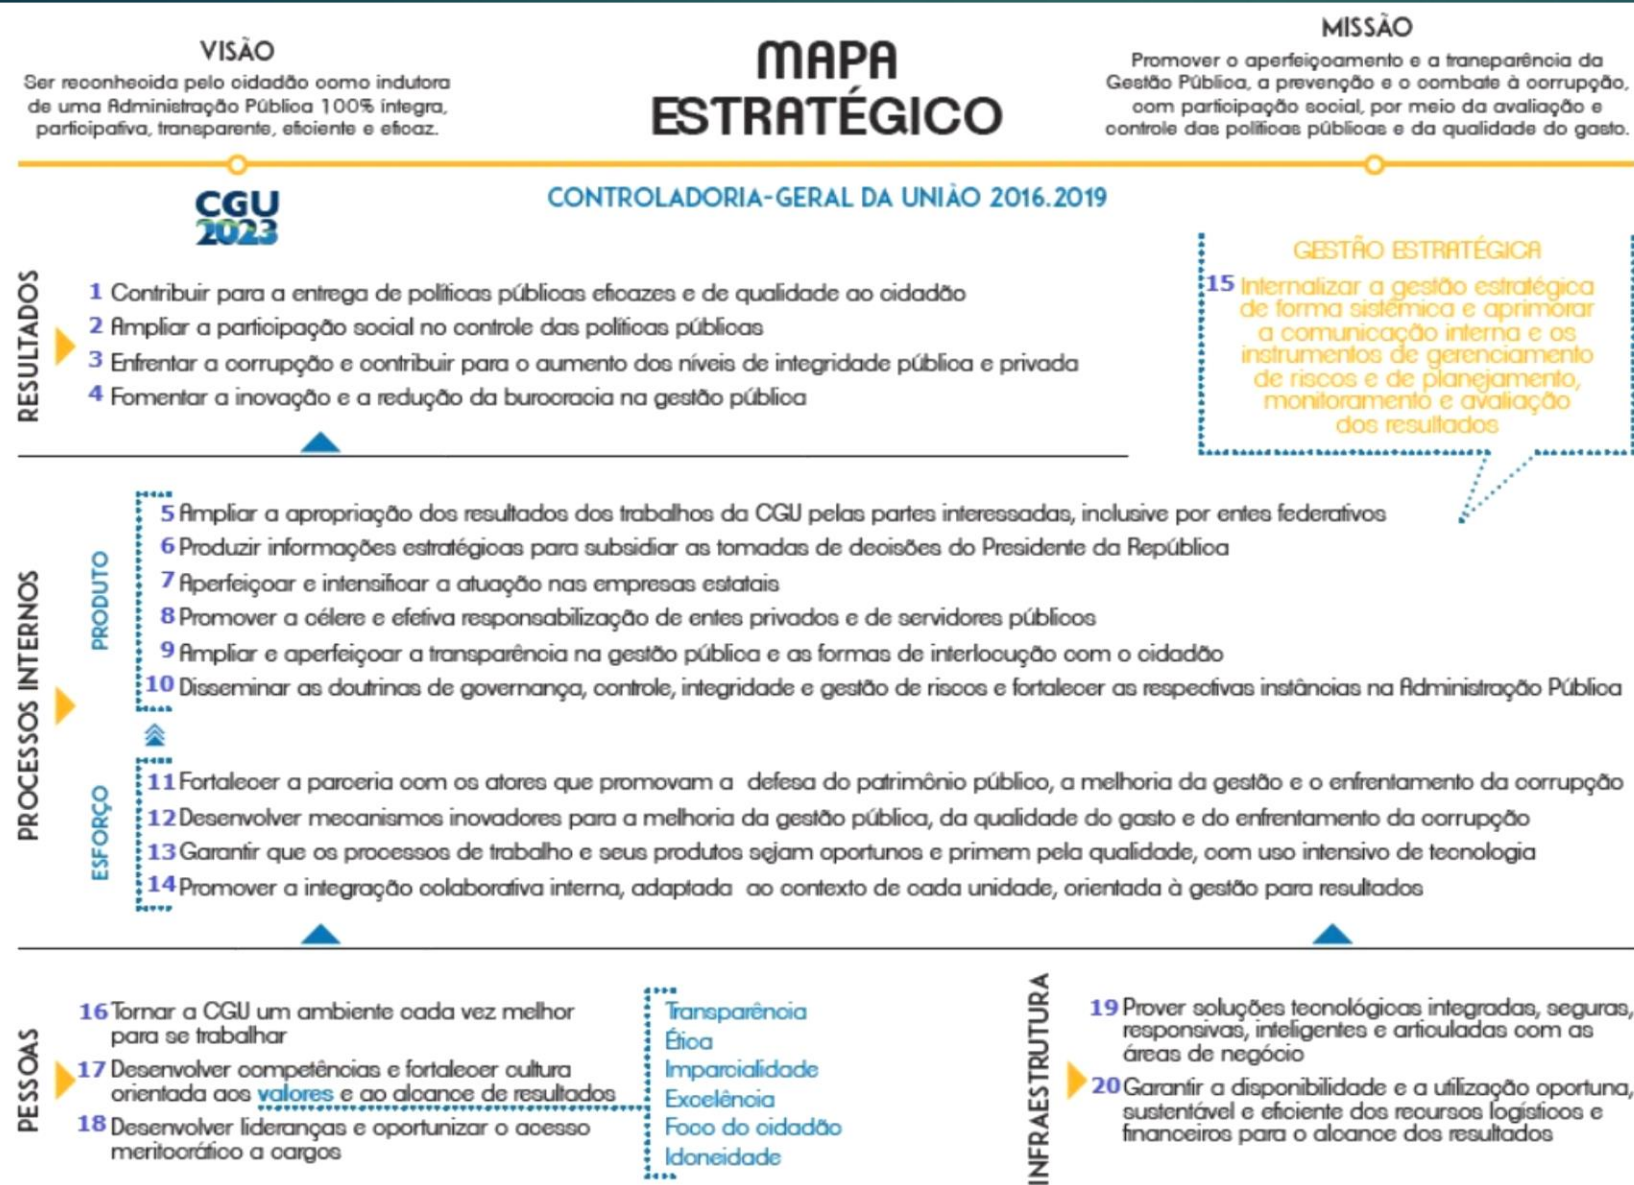 VISÃO
Ser reconhecida pelo cidadão como indutora
de uma Administração Pública 100% íntegra,
participativa, transparente, eficiente e eficaz.
MAPA
ESTRATÉGICO
MISSÃO
Promover o aperfeiçoamento e a transparência da
Gestão Pública, a prevenção e o combate à corrupção,
com participação social, por meio da avaliação e
controle das políticas públicas e da qualidade do gasto.
CGU
2023
CONTROLADORIA-GERAL DA UNIÃO 2016.2019
RESULTADOS
1 Contribuir para a entrega de políticas públicas eficazes e de qualidade ao cidadão
2 Ampliar a participação social no controle das políticas públicas
3 Enfrentar a corrupção e contribuir para o aumento dos níveis de integridade pública e privada
4 Fomentar a inovação e a redução da burocracia na gestão pública
GESTÃO ESTRATÉGICA
15 Internalizar a gestão estratégica
de forma sistêmica e aprimorar
a comunicação interna e os
instrumentos de gerenciamento
de riscos e de planejamento,
monitoramento e avaliação
dos resultados
PROCESSOS INTERNOS
PRODUTO
5 Ampliar a apropriação dos resultados dos trabalhos da CGU pelas partes interessadas, inclusive por entes federativos
6 Produzir informações estratégicas para subsidiar as tomadas de decisões do Presidente da República
7 Aperfeiçoar e intensificar a atuação nas empresas estatais
8 Promover a célere e efetiva responsabilização de entes privados e de servidores públicos
9 Ampliar e aperfeiçoar a transparência na gestão pública e as formas de interlocução com o cidadão
10 Disseminar as doutrinas de governança, controle, integridade e gestão de riscos e fortalecer as respectivas instâncias na Administração Pública
ESFORÇO
11 Fortalecer a parceria com os atores que promovam a defesa do patrimônio público, a melhoria da gestão e o enfrentamento da corrupção
12 Desenvolver mecanismos inovadores para a melhoria da gestão pública, da qualidade do gasto e do enfrentamento da corrupção
13 Garantir que os processos de trabalho e seus produtos sejam oportunos e primem pela qualidade, com uso intensivo de tecnologia
14 Promover a integração colaborativa interna, adaptada ao contexto de cada unidade, orientada à gestão para resultados
PESSOAS
16 Tornar a CGU um ambiente cada vez melhor
para se trabalhar
17 Desenvolver competências e fortalecer cultura
orientada aos valores e ao alcance de resultados
18 Desenvolver lideranças e oportunizar o acesso
meritocrático a cargos
Transparência
Ética
Imparcialidade
Excelência
Foco do cidadão
Idoneidade
INFRAESTRUTURA
19 Prover soluções tecnológicas integradas, seguras,
responsivas, inteligentes e articuladas com as
áreas de negócio
20 Garantir a disponibilidade e a utilização oportuna,
sustentável e eficiente dos recursos logísticos e
financeiros para o alcance dos resultados